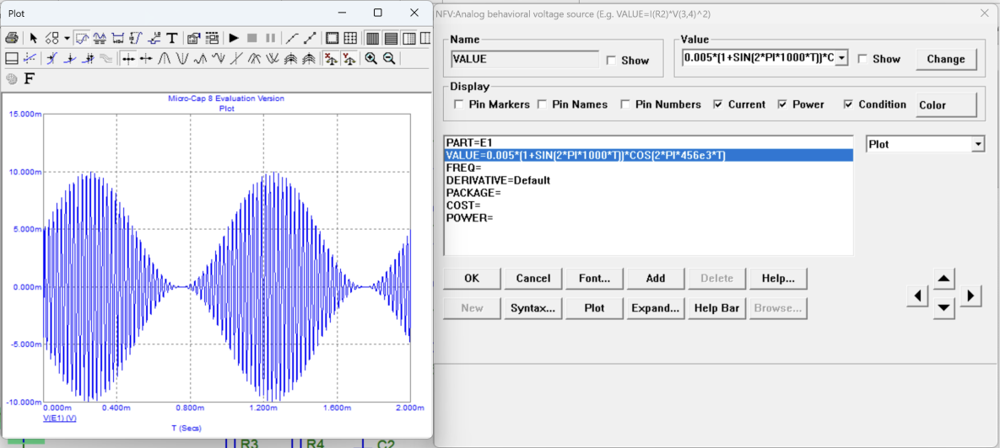 Plot
T
F
Micro-Cap 8 Evaluation Version
Plot
15.000m
10.000m
5.000m
0.000m
-5.000m
-10.000m
0.000m 0.400m 0.800m 1.200m 1.600m 2.000m
V(E1) (V)
T (Secs)
R3 R4 C2
NFV:Analog behavioral voltage source (E.g. VALUE=I(R2)*V(3,4)^2)
Name
VALUE
Show
Value
0.005*(1+SIN(2*PI*1000*T))*C
Show
Change
Display
Pin Markers Pin Names Pin Numbers Current Power Condition Color
PART=E1
VALUE=0.005*(1+SIN(2*PI*1000*T))*COS(2*PI*456e3*T)
FREQ=
DERIVATIVE=Default
PACKAGE=
COST=
POWER=
Plot
OK Cancel Font... Add Delete Help...
New Syntax... Plot Expand... Help Bar Browse...